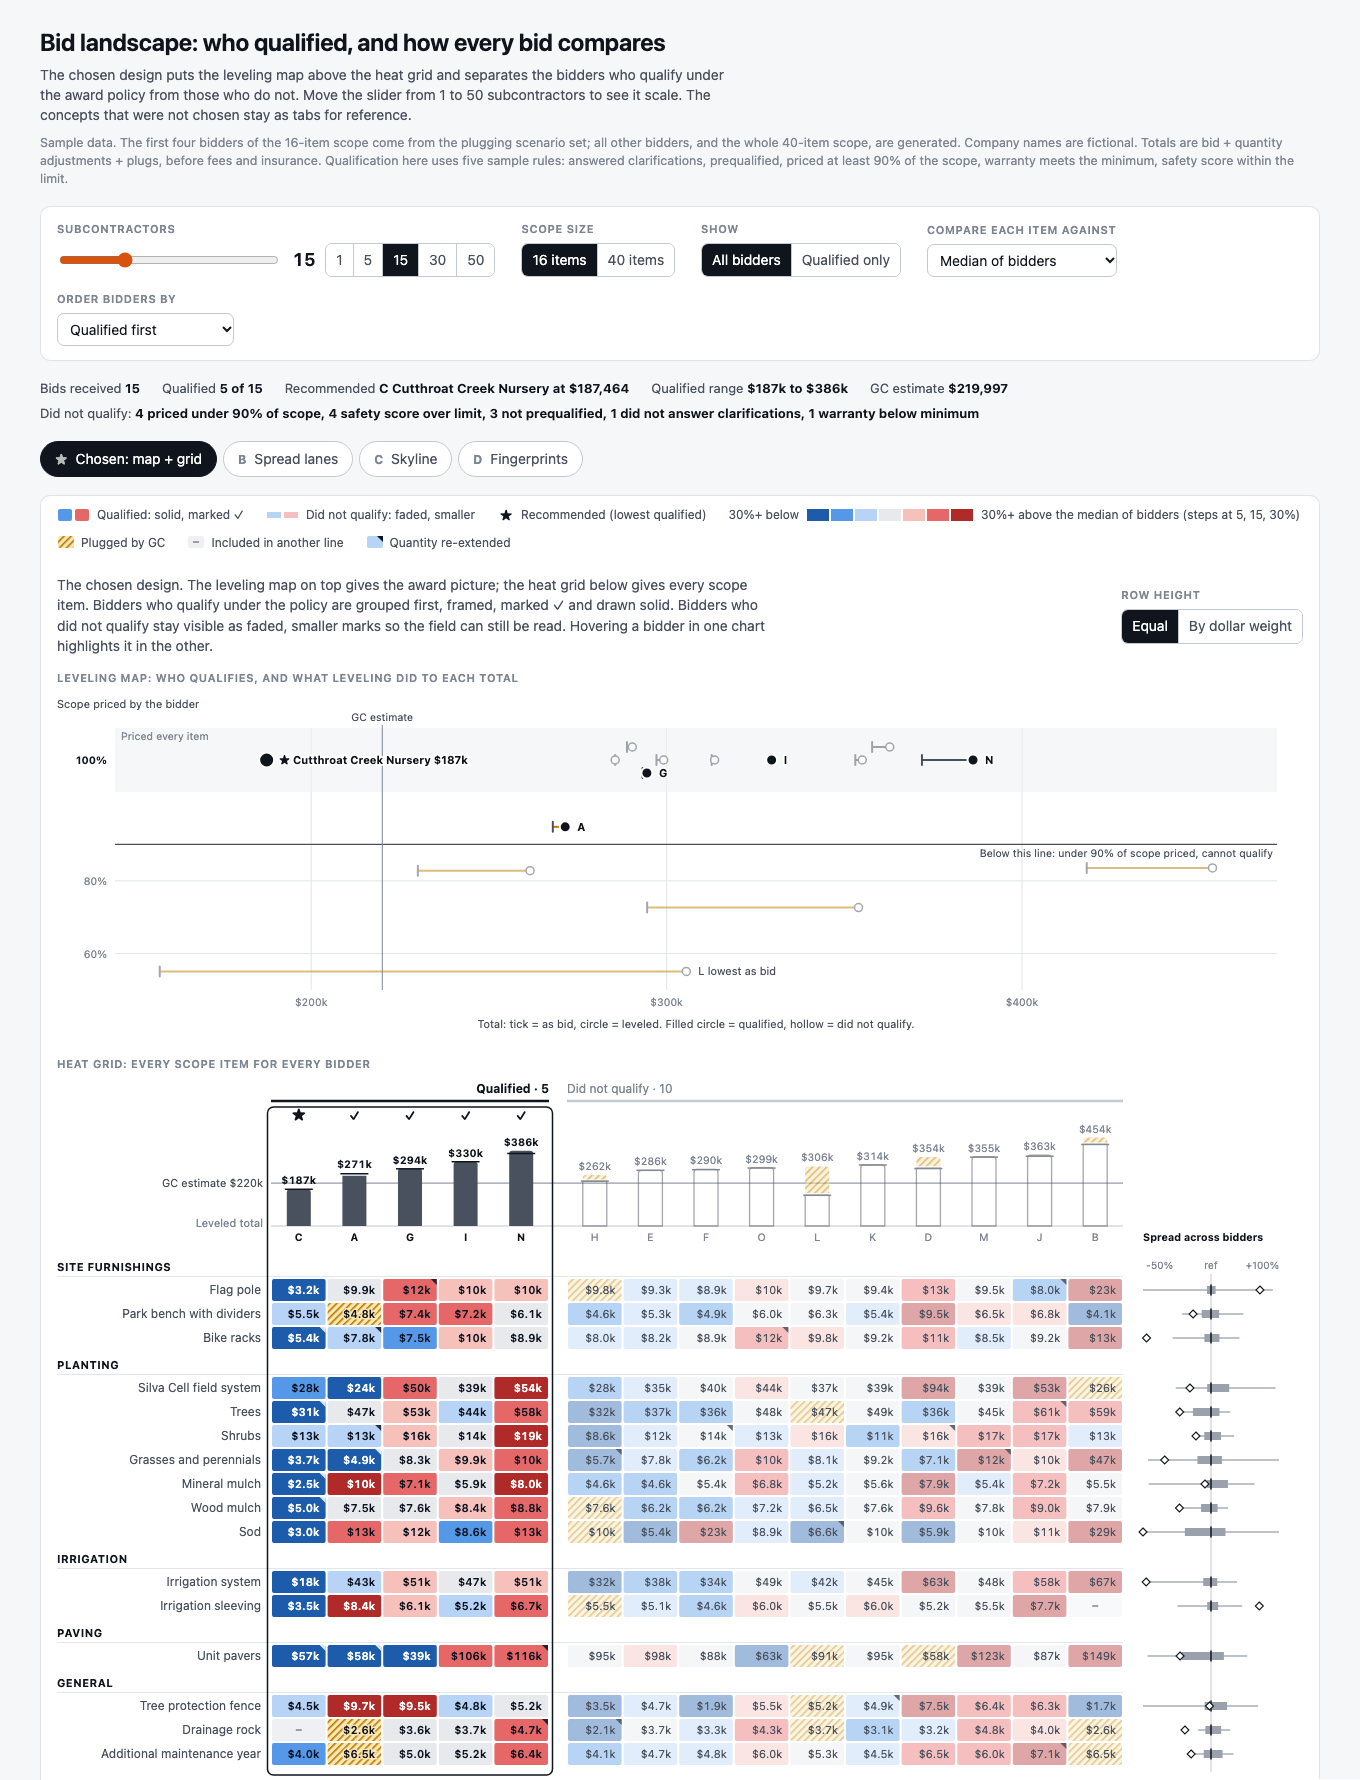 Bid landscape: who qualified, and how every bid compares
The chosen design puts the leveling map above the heat grid and separates the bidders who qualify under
the award policy from those who do not. Move the slider from 1 to 50 subcontractors to see it scale. The
concepts that were not chosen stay as tabs for reference.
Sample data. The first four bidders of the 16-item scope come from the plugging scenario set; all other bidders, and the whole 40-item scope, are generated. Company names are fictional. Totals are bid + quantity
adjustments + plugs, before fees and insurance. Qualification here uses five sample rules: answered clarifications, prequalified, priced at least 90% of the scope, warranty meets the minimum, safety score within the
limit.
SUBCONTRACTORS SCOPE SIZE SHOW COMPARE EACH ITEM AGAINST
15 1 5 15 30 50 16 items 40 items All bidders Qualified only Median of bidders
ORDER BIDDERS BY
Qualified first
Bids received 15 Qualified 5 of 15 Recommended C Cutthroat Creek Nursery at $187,464 Qualified range $187k to $386k GC estimate $219,997
Did not qualify: 4 priced under 90% of scope, 4 safety score over limit, 3 not prequalified, 1 did not answer clarifications, 1 warranty below minimum
★ Chosen: map + grid B Spread lanes C Skyline D Fingerprints
Qualified: solid, marked ✓ Did not qualify: faded, smaller ★ Recommended (lowest qualified) 30%+ below 30%+ above the median of bidders (steps at 5, 15, 30%)
Plugged by GC – Included in another line Quantity re-extended
The chosen design. The leveling map on top gives the award picture; the heat grid below gives every scope
item. Bidders who qualify under the policy are grouped first, framed, marked ✓ and drawn solid. Bidders who
did not qualify stay visible as faded, smaller marks so the field can still be read. Hovering a bidder in one chart
highlights it in the other.
ROW HEIGHT
Equal By dollar weight
LEVELING MAP: WHO QUALIFIES, AND WHAT LEVELING DID TO EACH TOTAL
Scope priced by the bidder
GC estimate
Priced every item
100% ★ Cutthroat Creek Nursery $187k I N
G
A
Below this line: under 90% of scope priced, cannot qualify
80%
60%
L lowest as bid
$200k $300k $400k
Total: tick = as bid, circle = leveled. Filled circle = qualified, hollow = did not qualify.
HEAT GRID: EVERY SCOPE ITEM FOR EVERY BIDDER
Qualified · 5 Did not qualify · 10
★ ✓ ✓ ✓ ✓
$187k $271k $294k $330k $386k $262k $286k $290k $299k $306k $314k $354k $355k $363k $454k
GC estimate $220k
Leveled total
C A G I N H E F O L K D M J B Spread across bidders
-50% ref +100%
SITE FURNISHINGS
Flag pole $3.2k $9.9k $12k $10k $10k $9.8k $9.3k $8.9k $10k $9.7k $9.4k $13k $9.5k $8.0k $23k
Park bench with dividers $5.5k $4.8k $7.4k $7.2k $6.1k $4.6k $5.3k $4.9k $6.0k $6.3k $5.4k $9.5k $6.5k $6.8k $4.1k
Bike racks $5.4k $7.8k $7.5k $10k $8.9k $8.0k $8.2k $8.9k $12k $9.8k $9.2k $11k $8.5k $9.2k $13k
PLANTING
Silva Cell field system $28k $24k $50k $39k $54k $28k $35k $40k $44k $37k $39k $94k $39k $53k $26k
Trees $31k $47k $53k $44k $58k $32k $37k $36k $48k $47k $49k $36k $45k $61k $59k
Shrubs $13k $13k $16k $14k $19k $8.6k $12k $14k $13k $16k $11k $16k $17k $17k $13k
Grasses and perennials $3.7k $4.9k $8.3k $9.9k $10k $5.7k $7.8k $6.2k $10k $8.1k $9.2k $7.1k $12k $10k $47k
Mineral mulch $2.5k $10k $7.1k $5.9k $8.0k $4.6k $4.6k $5.4k $6.8k $5.2k $5.6k $7.9k $5.4k $7.2k $5.5k
Wood mulch $5.0k $7.5k $7.6k $8.4k $8.8k $7.6k $6.2k $6.2k $7.2k $6.5k $7.6k $9.6k $7.8k $9.0k $7.9k
Sod $3.0k $13k $12k $8.6k $13k $10k $5.4k $23k $8.9k $6.6k $10k $5.9k $10k $11k $29k
IRRIGATION
Irrigation system $18k $43k $51k $47k $51k $32k $38k $34k $49k $42k $45k $63k $48k $58k $67k
Irrigation sleeving $3.5k $8.4k $6.1k $5.2k $6.7k $5.5k $5.1k $4.6k $6.0k $5.5k $6.0k $5.2k $5.5k $7.7k –
PAVING
Unit pavers $57k $58k $39k $106k $116k $95k $98k $88k $63k $91k $95k $58k $123k $87k $149k
GENERAL
Tree protection fence $4.5k $9.7k $9.5k $4.8k $5.2k $3.5k $4.7k $1.9k $5.5k $5.2k $4.9k $7.5k $6.4k $6.3k $1.7k
Drainage rock – $2.6k $3.6k $3.7k $4.7k $2.1k $3.7k $3.3k $4.3k $3.7k $3.1k $3.2k $4.8k $4.0k $2.6k
Additional maintenance year $4.0k $6.5k $5.0k $5.2k $6.4k $4.1k $4.7k $4.8k $6.0k $5.3k $4.5k $6.5k $6.0k $7.1k $6.5k